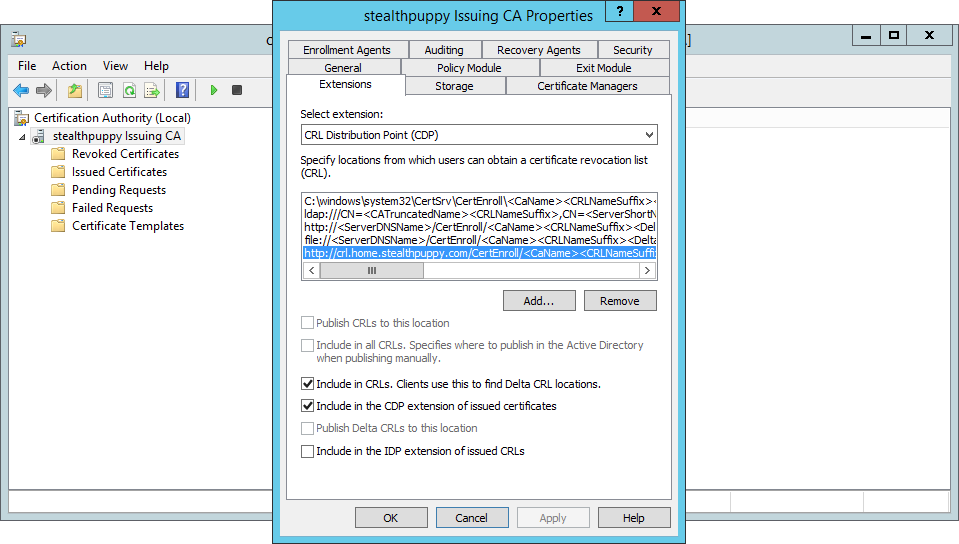 stealthpuppy Issuing CA Properties
?
x
File Action View Help
Certification Authority (Local)
stealthpuppy Issuing CA
Revoked Certificates
Issued Certificates
Pending Requests
Failed Requests
Certificate Templates
Enrollment Agents Auditing Recovery Agents Security
General Policy Module Exit Module
Extensions Storage Certificate Managers
Select extension:
CRL Distribution Point (CDP)
Specify locations from which users can obtain a certificate revocation list
(CRL).
C:\windows\system32\CertSrv\CertEnroll\<CaName><CRLNameSuffix><
ldap:///CN=<CATruncatedName><CRLNameSuffix>,CN=<ServerShortN
http://<ServerDNSName>/CertEnroll/<CaName><CRLNameSuffix><Del
file://<ServerDNSName>/CertEnroll/<CaName><CRLNameSuffix><Delta
http://crl.home.stealthpuppy.com/CertEnroll/<CaName><CRLNameSuffi
Add... Remove
Publish CRLs to this location
Include in all CRLs. Specifies where to publish in the Active Directory
when publishing manually.
Include in CRLs. Clients use this to find Delta CRL locations.
Include in the CDP extension of issued certificates
Publish Delta CRLs to this location
Include in the IDP extension of issued CRLs
OK Cancel Apply Help